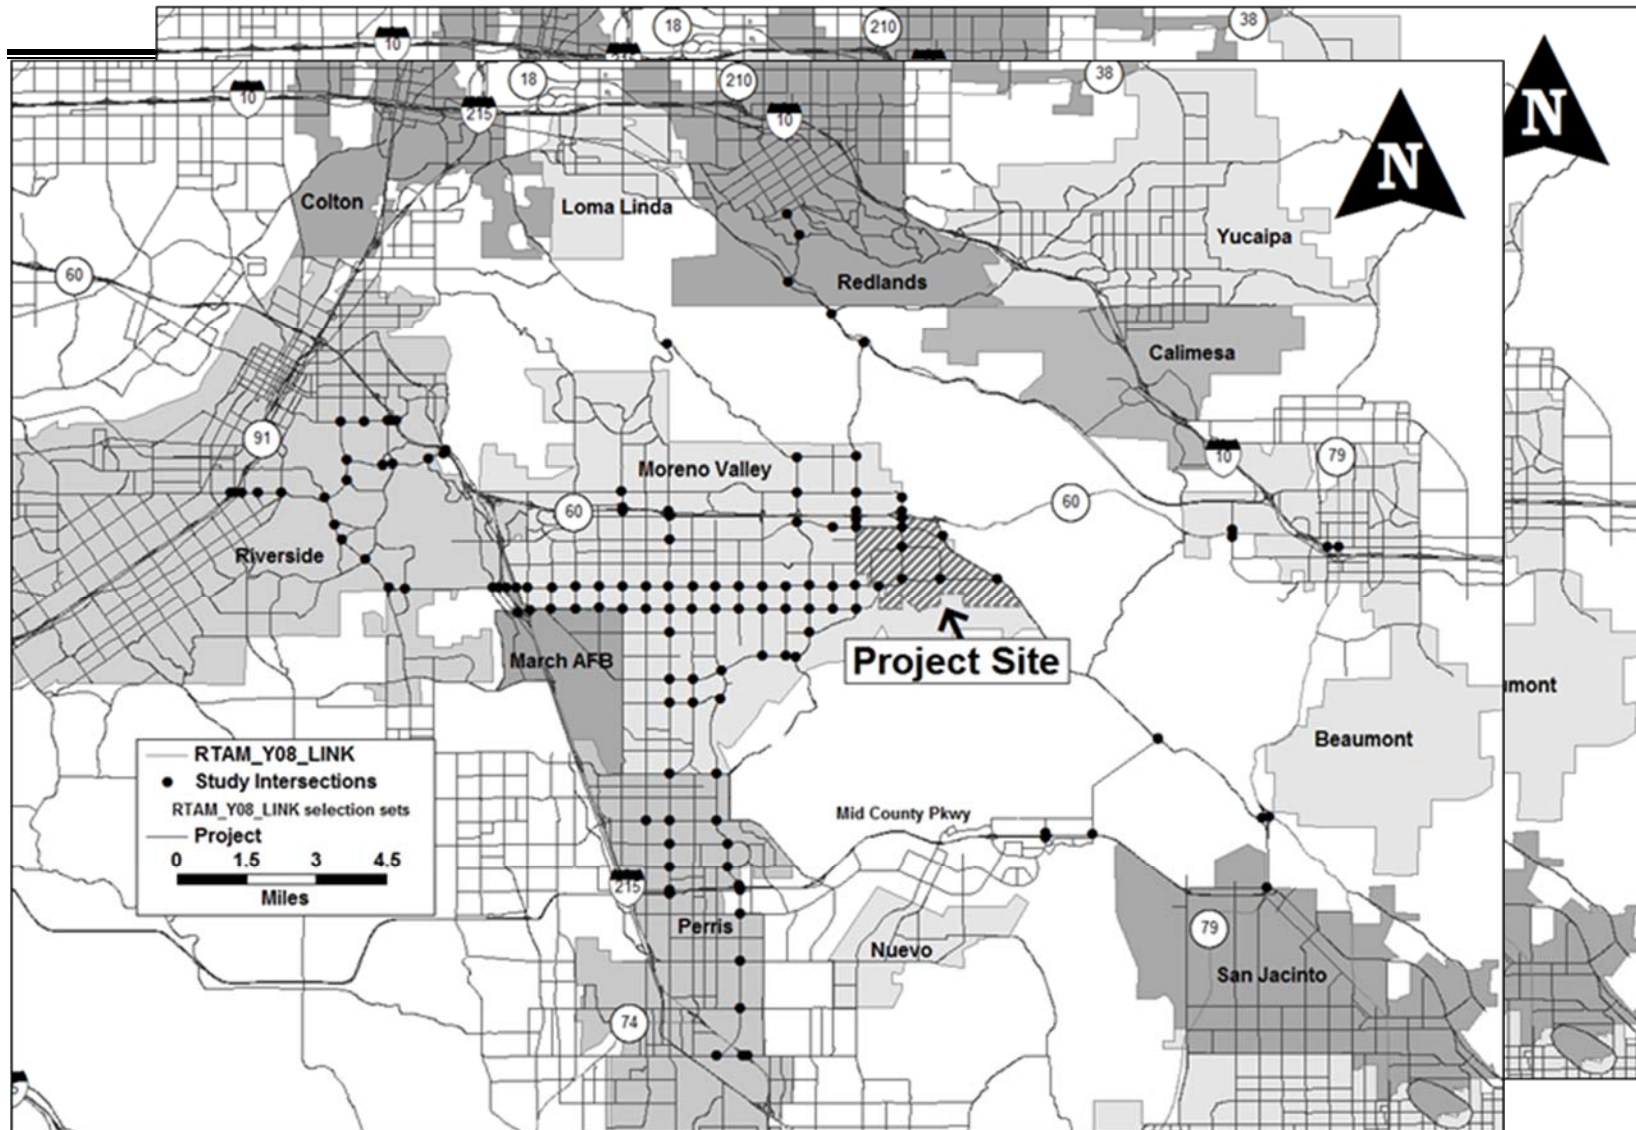 18
210
38
10
N
18
210
38
10
215
10
N
Colton
Loma Linda
Yucaipa
60
Redlands
Calimesa
91
Moreno Valley
10
79
60
60
Riverside
March AFB
Project Site
mont
Beaumont
RTAM_Y08_LINK
Study Intersections
RTAM_Y08_LINK selection sets
Project
0 1.5 3 4.5
Miles
Mid County Pkwy
215
Perris
Nuevo
79
San Jacinto
74